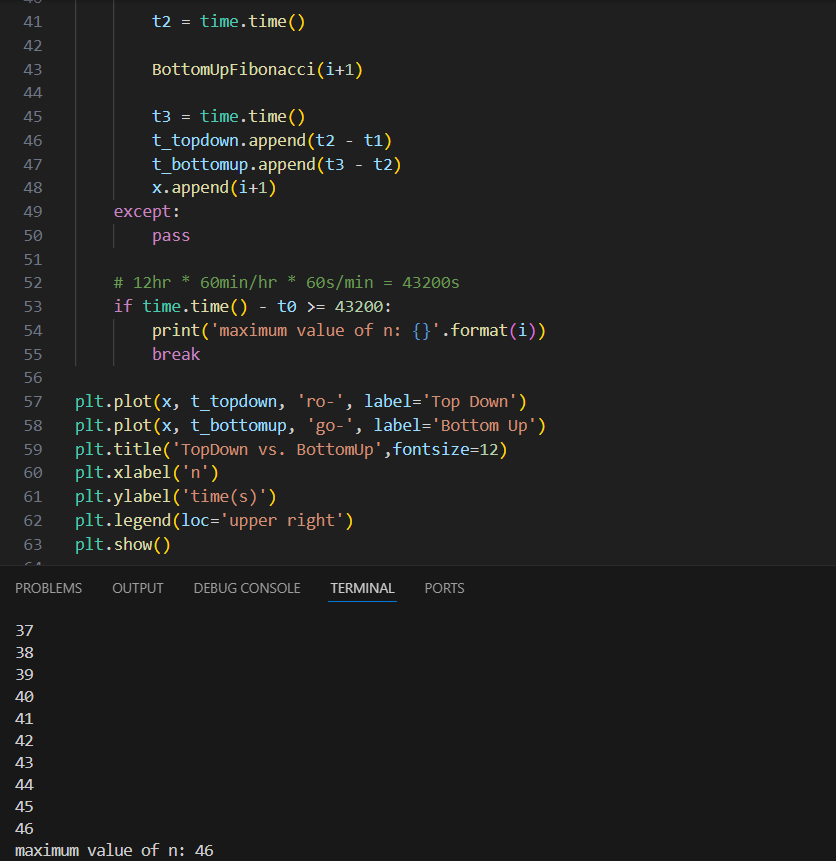 41 t2 = time.time()
42
43 BottomUpFibonacci(i+1)
44
45 t3 = time.time()
46 t_topdown.append(t2 - t1)
47 t_bottomup.append(t3 - t2)
48 x.append(i+1)
49 except:
50 pass
51
52 # 12hr * 60min/hr * 60s/min = 43200s
53 if time.time() - t0 >= 43200:
54 print('maximum value of n: {}'.format(i))
55 break
56
57 plt.plot(x, t_topdown, 'ro-', label='Top Down')
58 plt.plot(x, t_bottomup, 'go-', label='Bottom Up')
59 plt.title('TopDown vs. BottomUp',fontsize=12)
60 plt.xlabel('n')
61 plt.ylabel('time(s)')
62 plt.legend(loc='upper right')
63 plt.show()
PROBLEMS OUTPUT DEBUG CONSOLE TERMINAL PORTS
37
38
39
40
41
42
43
44
45
46
maximum value of n: 46